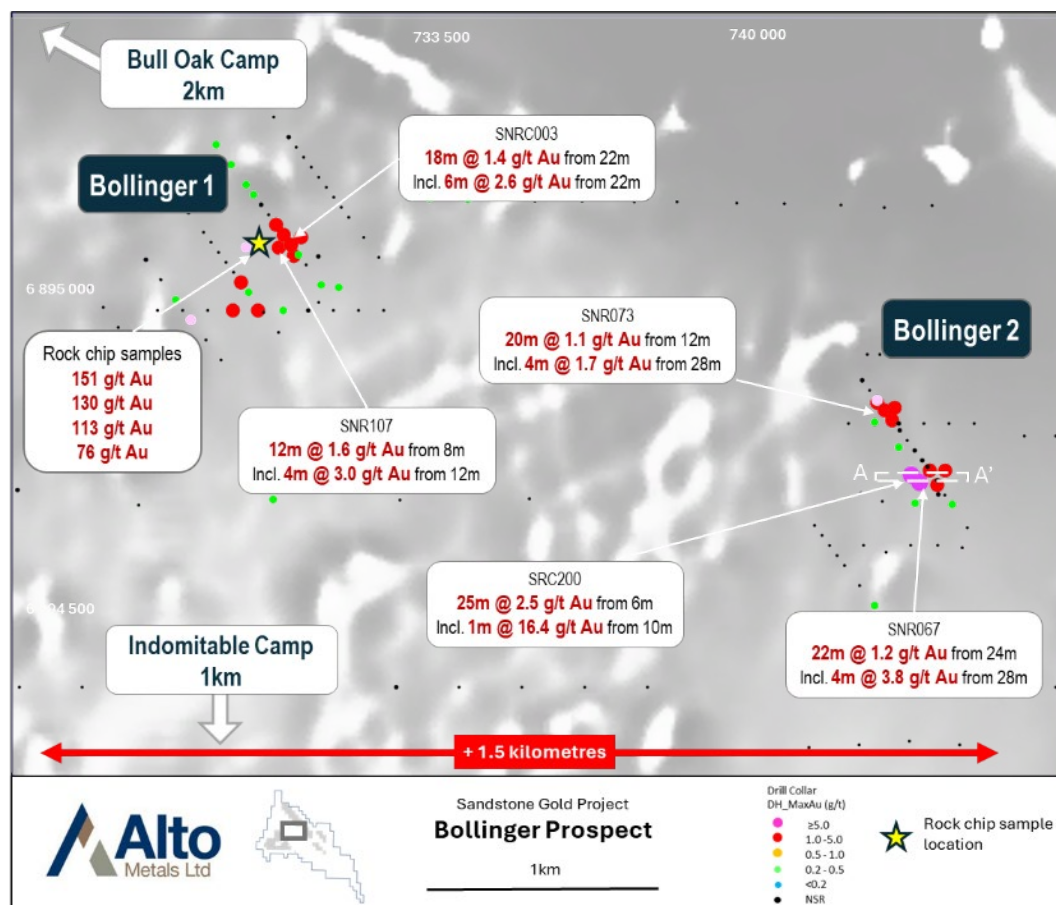 733 500
740 000
Bull Oak Camp
2km
Bollinger 1
SNRC003
18m @ 1.4 g/t Au from 22m
Incl. 6m @ 2.6 g/t Au from 22m
6 895 000
Rock chip samples
151 g/t Au
130 g/t Au
113 g/t Au
76 g/t Au
SNR107
12m @ 1.6 g/t Au from 8m
Incl. 4m @ 3.0 g/t Au from 12m
SNR073
20m @ 1.1 g/t Au from 12m
Incl. 4m @ 1.7 g/t Au from 28m
Bollinger 2
A
A'
SRC200
25m @ 2.5 g/t Au from 6m
Incl. 1m @ 16.4 g/t Au from 10m
SNR067
22m @ 1.2 g/t Au from 24m
Incl. 4m @ 3.8 g/t Au from 28m
Indomitable Camp
1km
+ 1.5 kilometres
Alto
Metals Ltd
Sandstone Gold Project
Bollinger Prospect
1km
Drill Collar
DH_MaxAu (g/t)
≥5.0
1.0 -5.0
0.5 - 1.0
0.2 - 0.5
<0.2
NSR
Rock chip sample
location